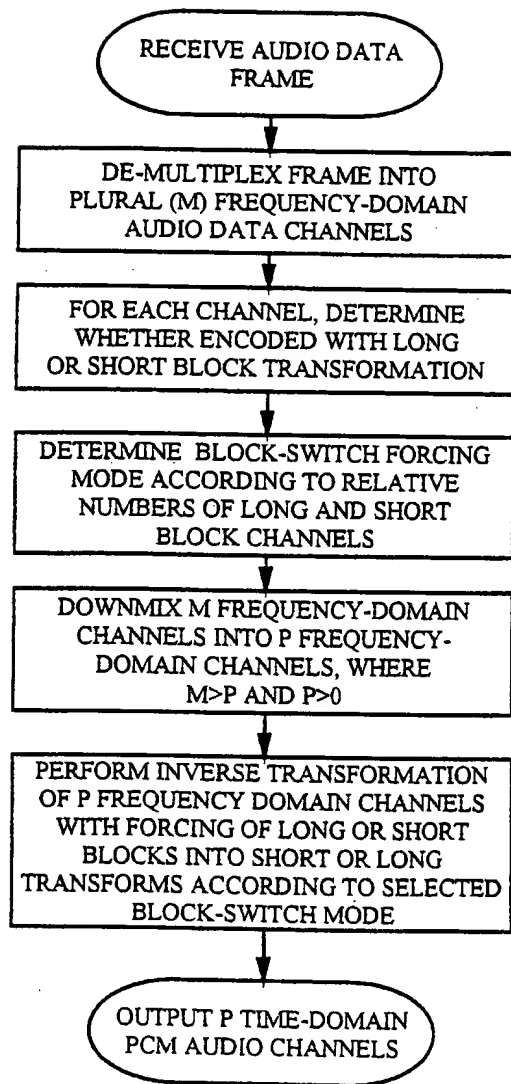 RECEIVE AUDIO DATA
FRAME
DE-MULTIPLEX FRAME INTO
PLURAL (M) FREQUENCY-DOMAIN
AUDIO DATA CHANNELS
FOR EACH CHANNEL, DETERMINE
WHETHER ENCODED WITH LONG
OR SHORT BLOCK TRANSFORMATION
DETERMINE BLOCK-SWITCH FORCING
MODE ACCORDING TO RELATIVE
NUMBERS OF LONG AND SHORT
BLOCK CHANNELS
DOWNMIX M FREQUENCY-DOMAIN
CHANNELS INTO P FREQUENCY-
DOMAIN CHANNELS, WHERE
M>P AND P>0
PERFORM INVERSE TRANSFORMATION
OF P FREQUENCY DOMAIN CHANNELS
WITH FORCING OF LONG OR SHORT
BLOCKS INTO SHORT OR LONG
TRANSFORMS ACCORDING TO SELECTED
BLOCK-SWITCH MODE
OUTPUT P TIME-DOMAIN
PCM AUDIO CHANNELS